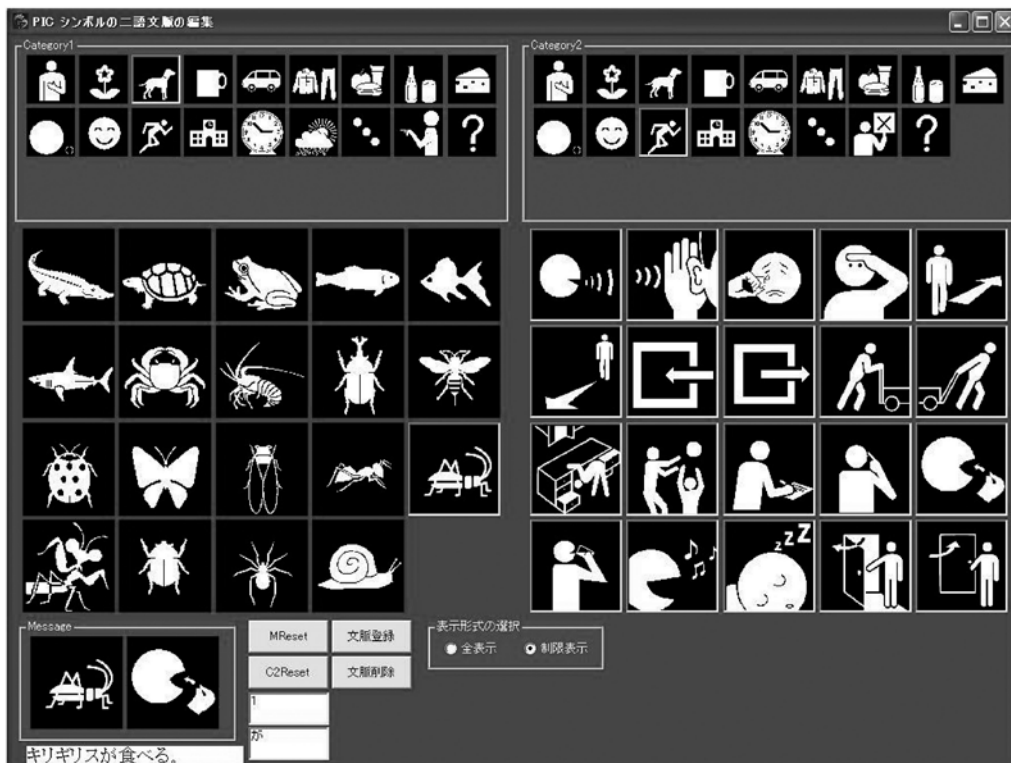 PIC シンボルの二語文脈の編集
Category1
Category2
?
?
z z Z
Message
MReset
文脈登録
C2Reset
文脈削除
表示形式の選択
全表示
制限表示
1
が
キリギリスが食べる。